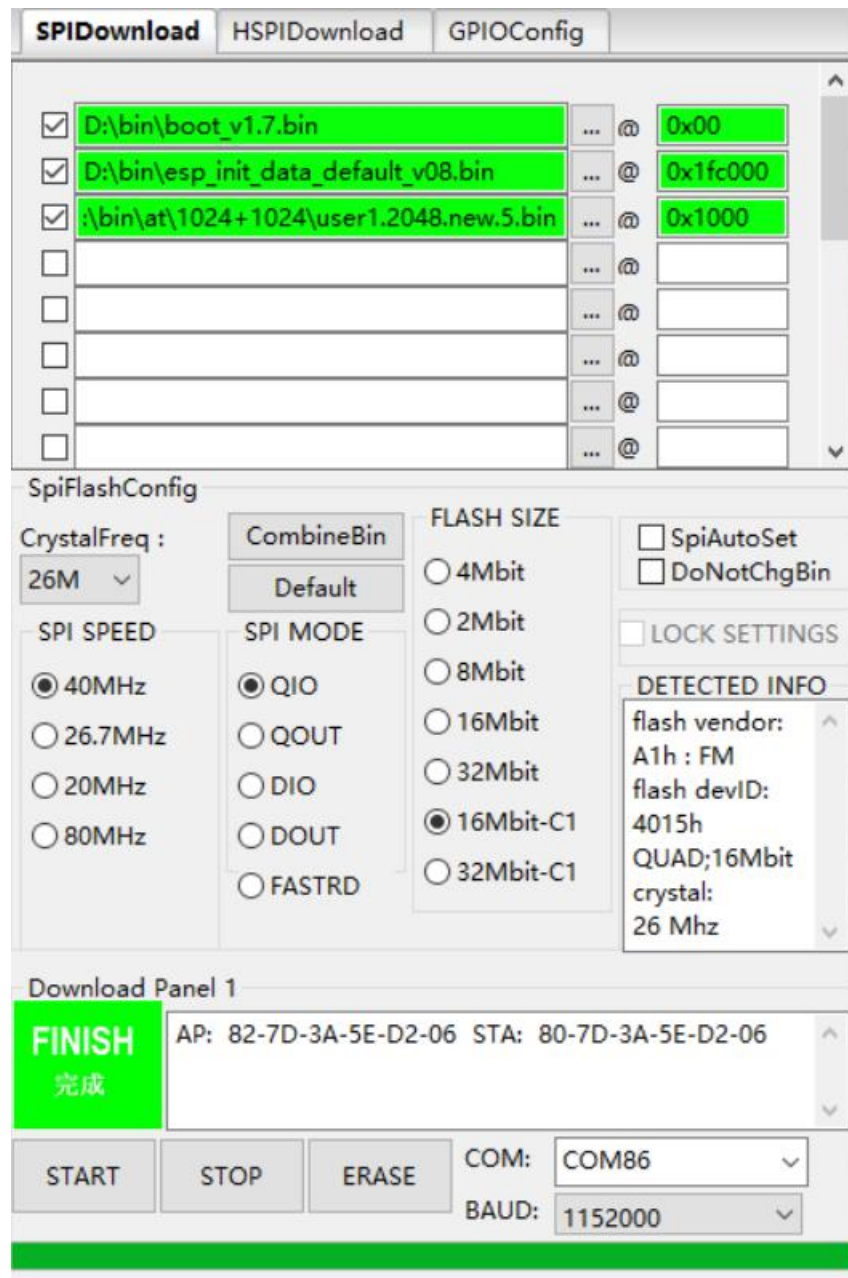 SPIDownload HSPIDownload GPIOConfig
D:\bin\boot_v1.7.bin ... @ 0x00
D:\bin\esp_init_data_default_v08.bin ... @ 0x1fc000
:\bin\at\1024+1024\user1.2048.new.5.bin ... @ 0x1000
... @
... @
... @
... @
... @
SpiFlashConfig
CrystalFreq :
26M
CombineBin
Default
SPI SPEED
40MHz
26.7MHz
20MHz
80MHz
SPI MODE
QIO
QOUT
DIO
DOUT
FASTRD
FLASH SIZE
4Mbit
2Mbit
8Mbit
16Mbit
32Mbit
16Mbit-C1
32Mbit-C1
SpiAutoSet
DoNotChgBin
LOCK SETTINGS
DETECTED INFO
flash vendor:
A1h : FM
flash devID:
4015h
QUAD;16Mbit
crystal:
26 Mhz
Download Panel 1
FINISH
完成
AP: 82-7D-3A-5E-D2-06 STA: 80-7D-3A-5E-D2-06
START STOP ERASE
COM: COM86
BAUD: 1152000